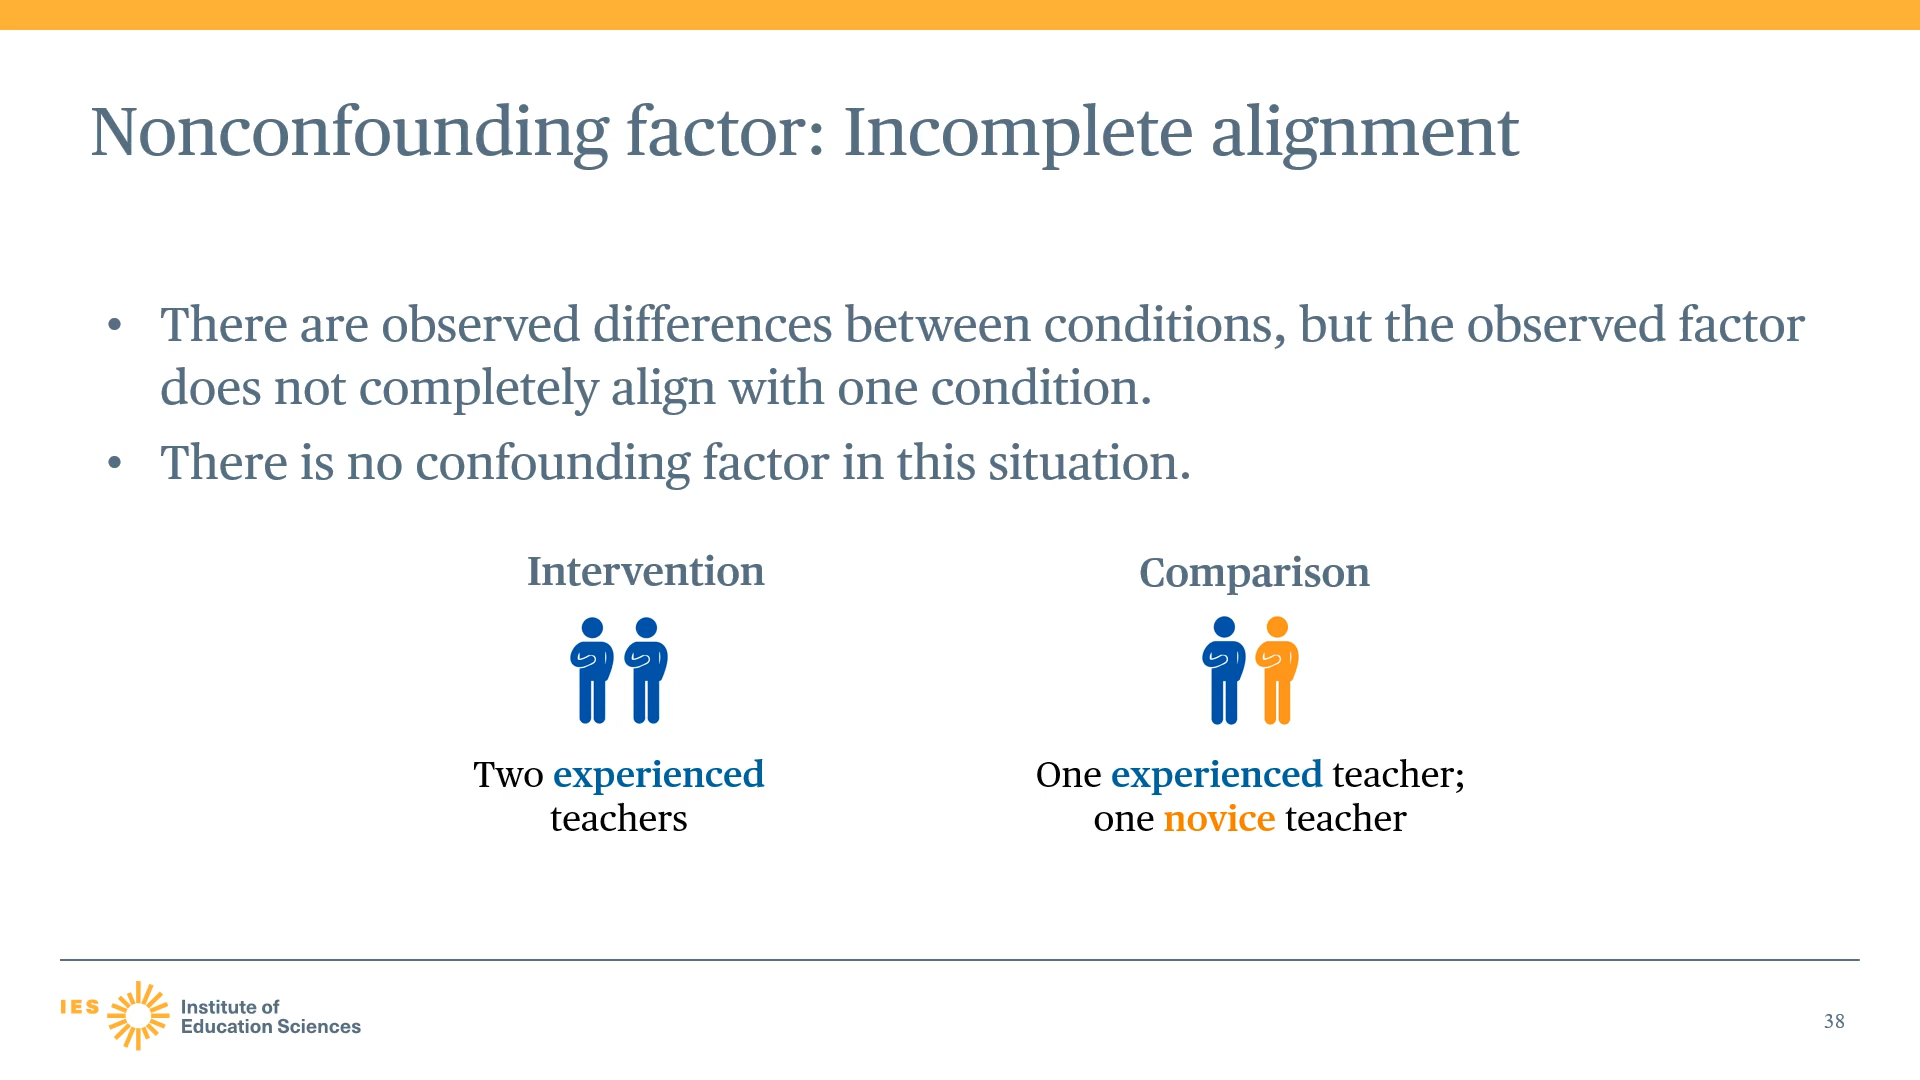 Nonconfounding factor: Incomplete alignment
• There are observed differences between conditions, but the observed factor
does not completely align with one condition.
• There is no confounding factor in this situation.
Intervention
Two experienced
teachers
Comparison
One experienced teacher;
one novice teacher
IES
Institute of
Education Sciences
38